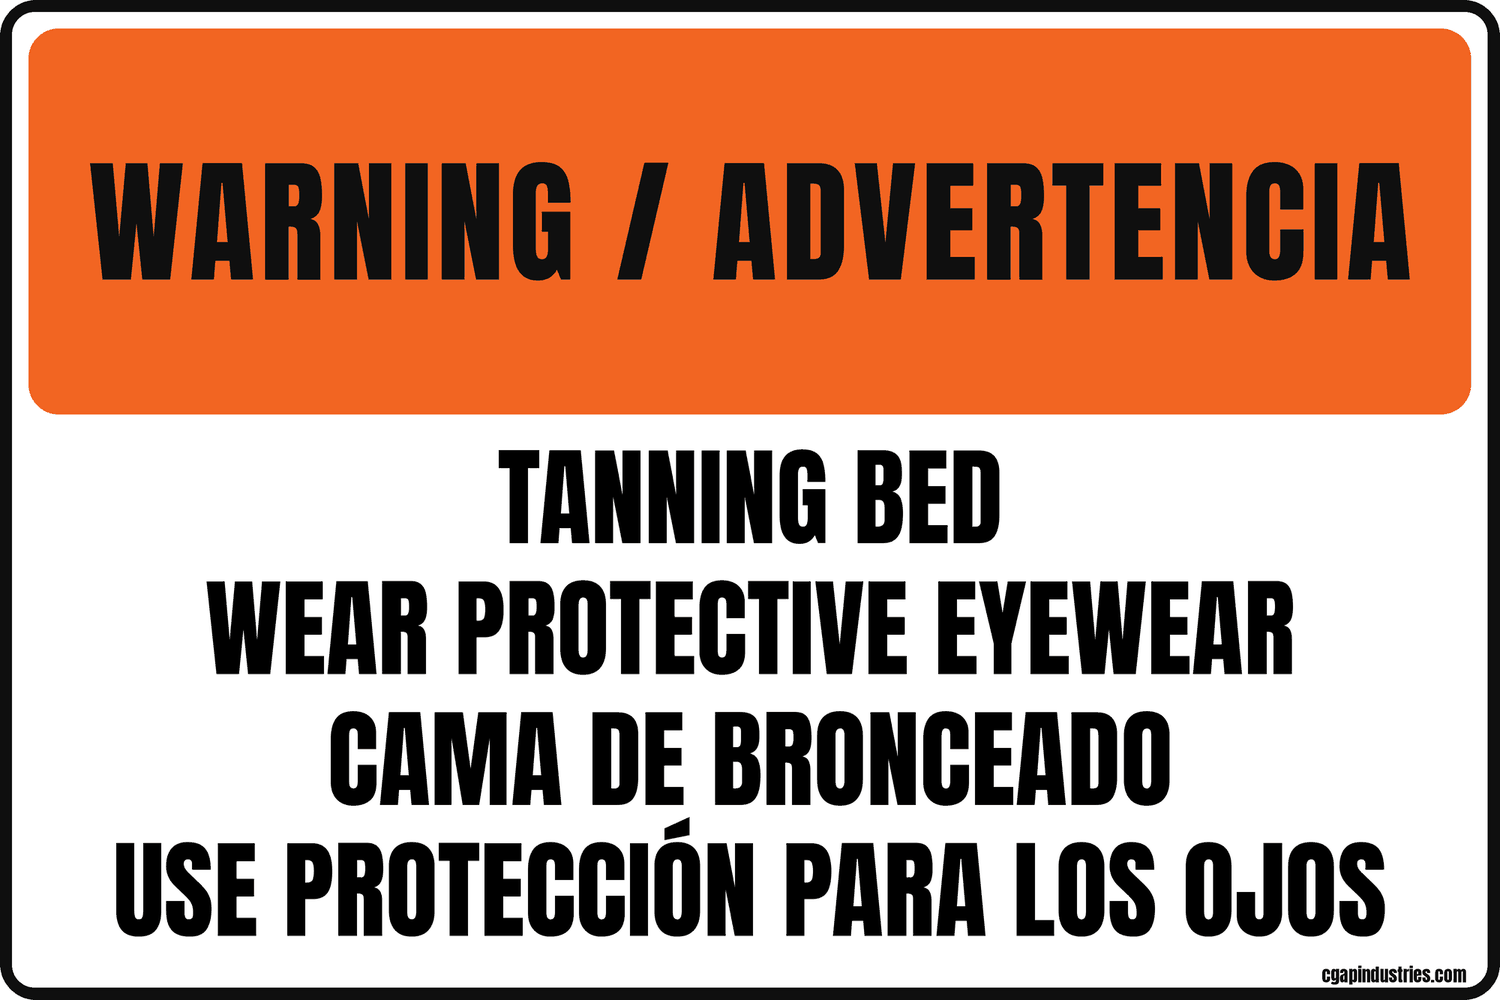 WARNING / ADVERTENCIA
TANNING BED
WEAR PROTECTIVE EYEWEAR
CAMA DE BRONCEADO
USE PROTECCIÓN PARA LOS OJOS
cgapindustries.com